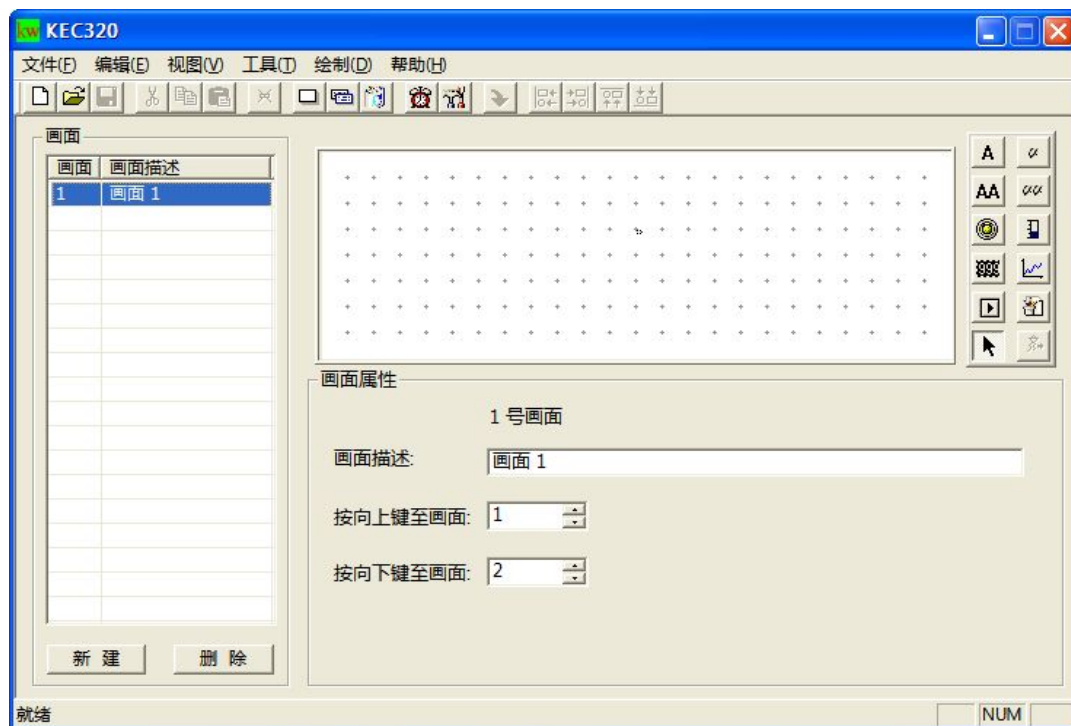 kw KEC320
文件(F) 编辑(E) 视图(V) 工具(T) 绘制(D) 帮助(H)
画面
画面 画面描述
1 画面 1
A α
AA αα
画面属性
1 号画面
画面描述: 画面 1
按向上键至画面: 1
按向下键至画面: 2
新 建 删 除
就绪 NUM